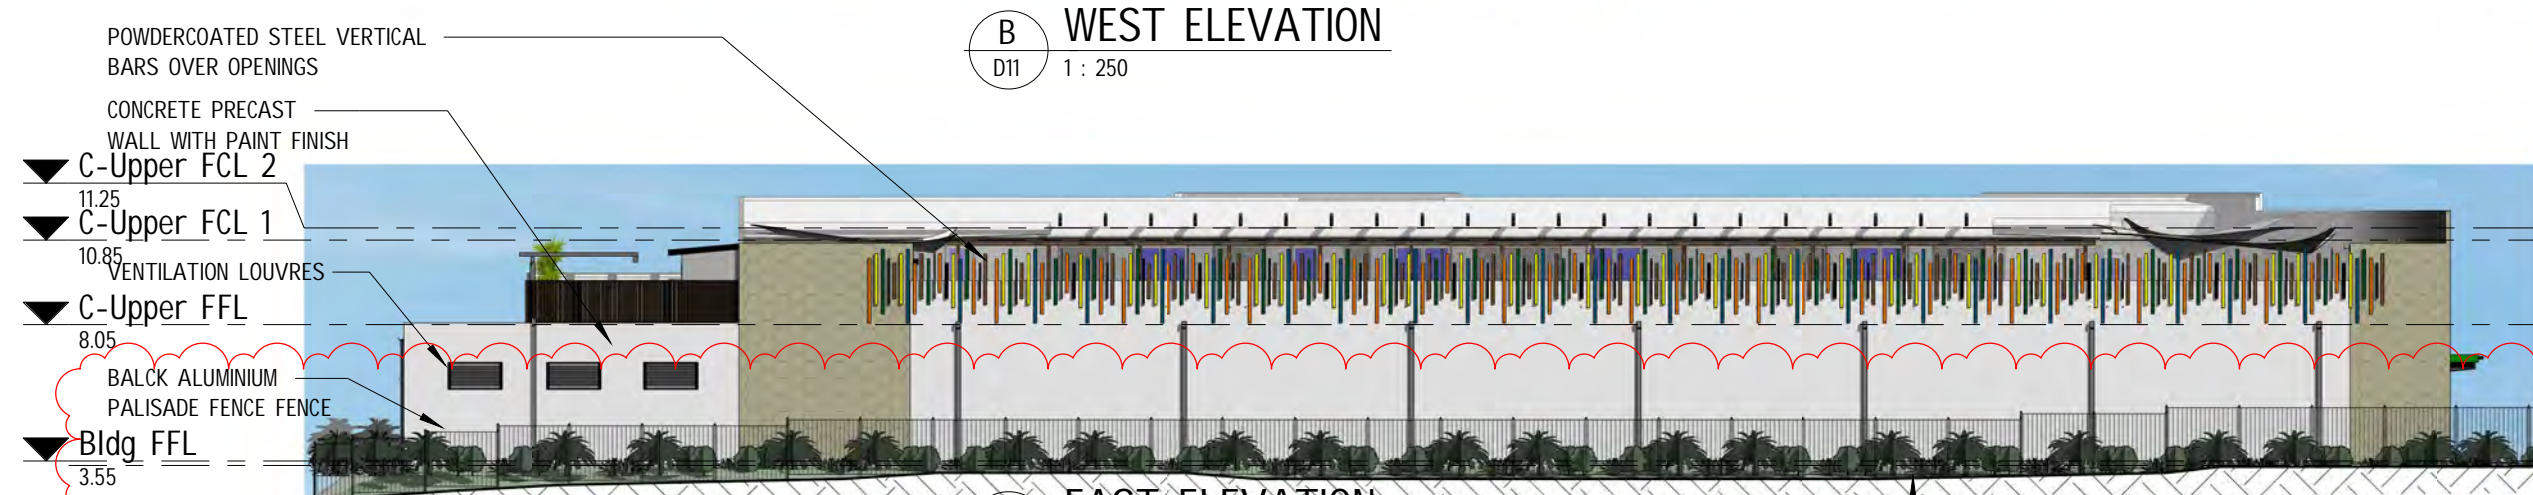 B
D11
WEST ELEVATION
1 : 250
POWDERCOATED STEEL VERTICAL
BARS OVER OPENINGS
CONCRETE PRECAST
WALL WITH PAINT FINISH
C-Upper FCL 2
11.25
C-Upper FCL 1
10.85
VENTILATION LOUVRES
C-Upper FFL
8.05
BALCK ALUMINIUM
PALISADE FENCE FENCE
Bldg FFL
3.55
EAST ELEVATION